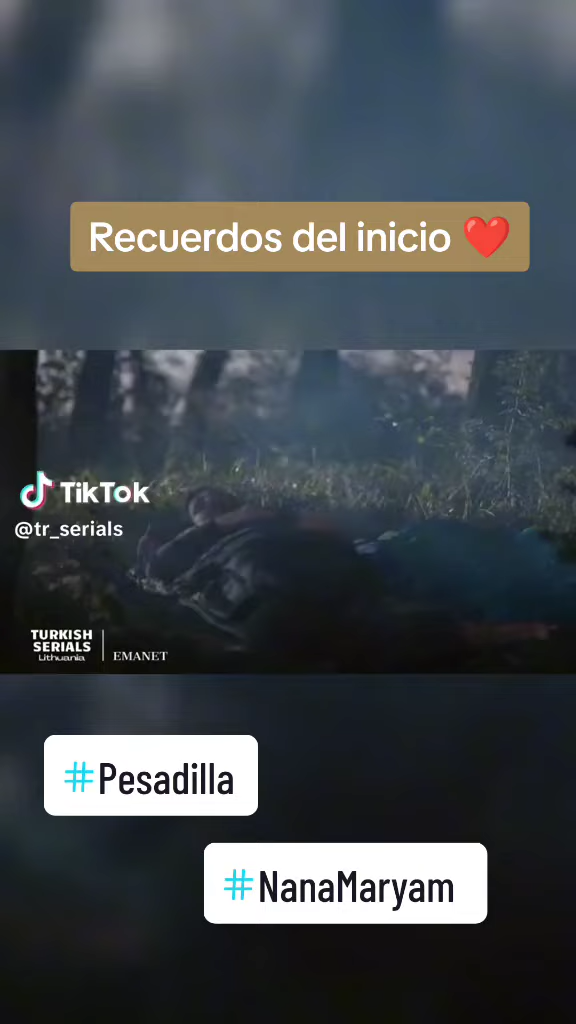 Recuerdos del inicio ❤️
TikTok
@tr_serials
TURKISH
SERIALS
Lithuania
EMANET
#Pesadilla
#NanaMaryam